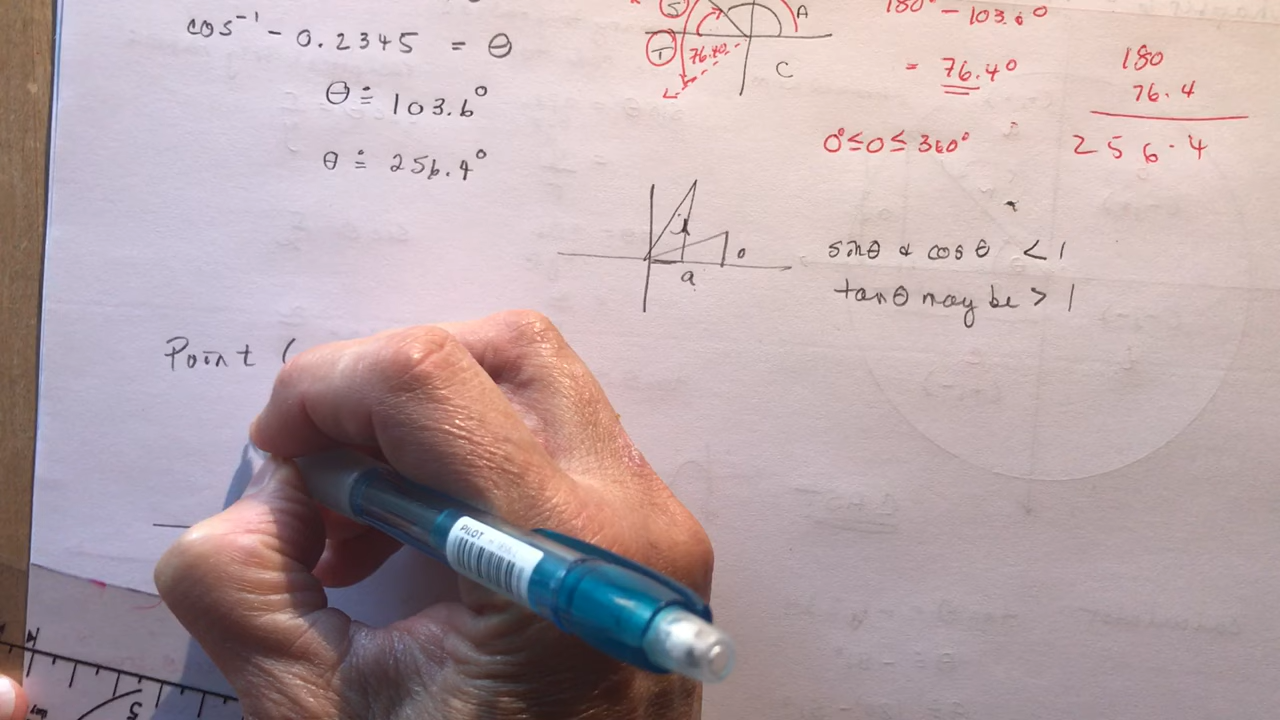 cos⁻¹ - 0.2345 = θ
θ ≐ 103.6°
θ ≐ 256.4°
S
A
T
76.4°
C
180° - 103.6°
= 76.4°
0° ≤ θ ≤ 360°
180
76.4
256.4
a
o
sinθ & cosθ < 1
tanθ may be > 1
Point (
PILOT
5